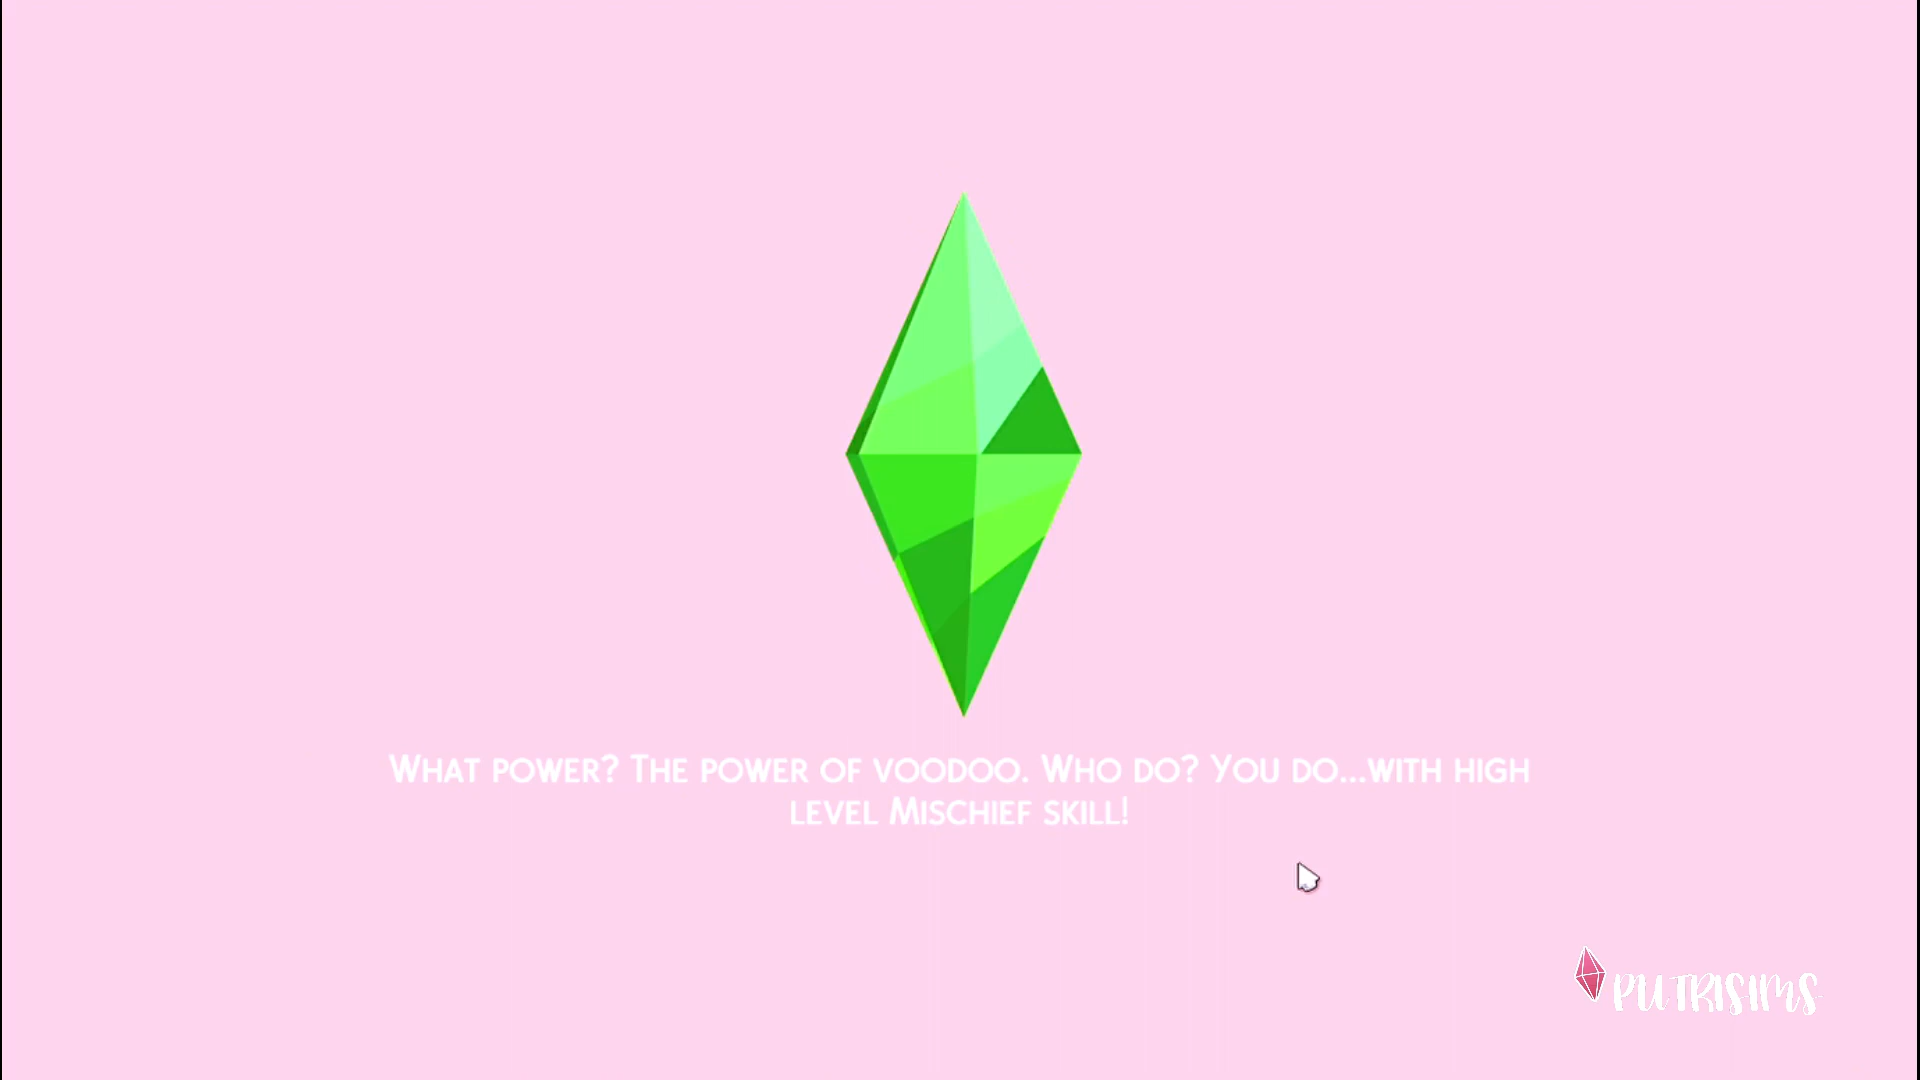 What power? The power of voodoo. Who do? You do...with high
level Mischief skill!
PUTRISIMS